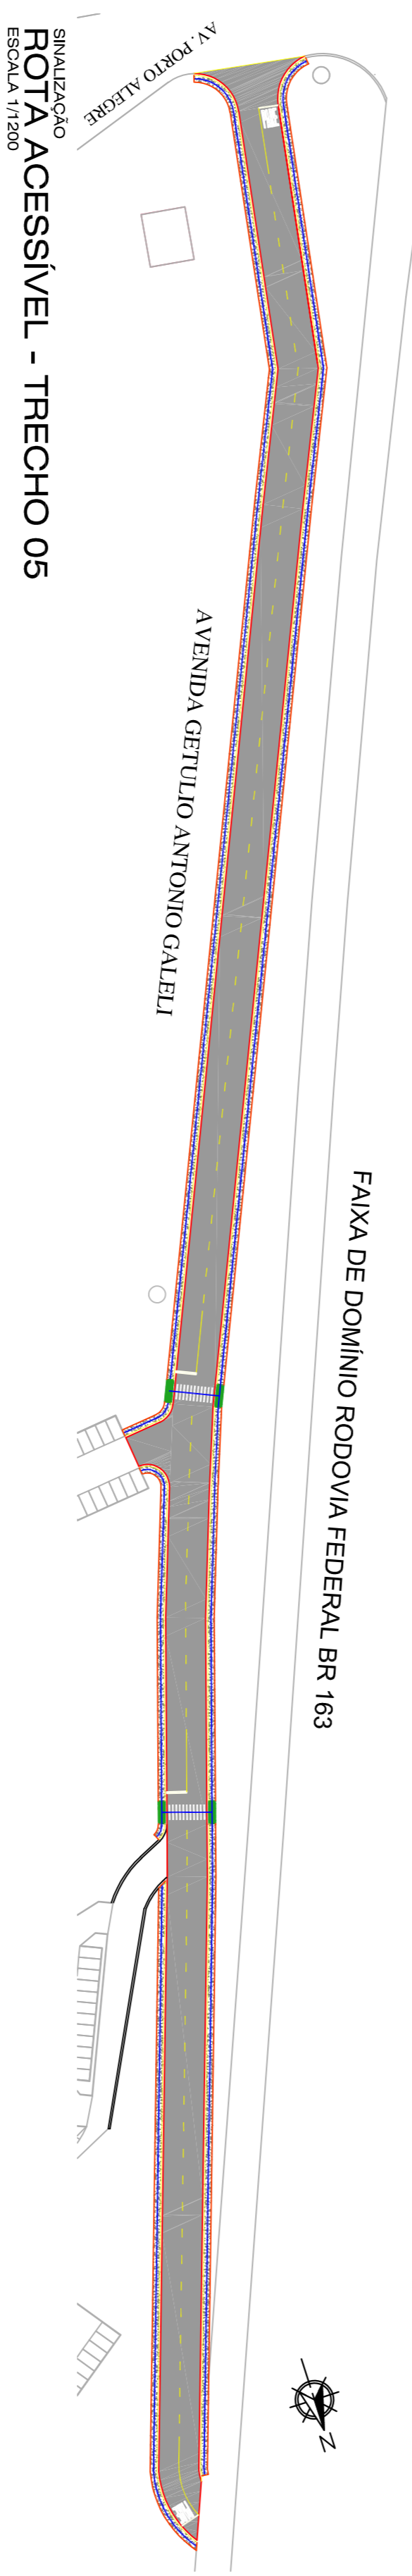 SINALIZAÇÃO
ROTA ACESSÍVEL - TRECHO 05
ESCALA 1/1200
AV. PORTO ALEGRE
AVENIDA GETULIO ANTONIO GALELI
FAIXA DE DOMÍNIO RODOVIA FEDERAL BR 163
N